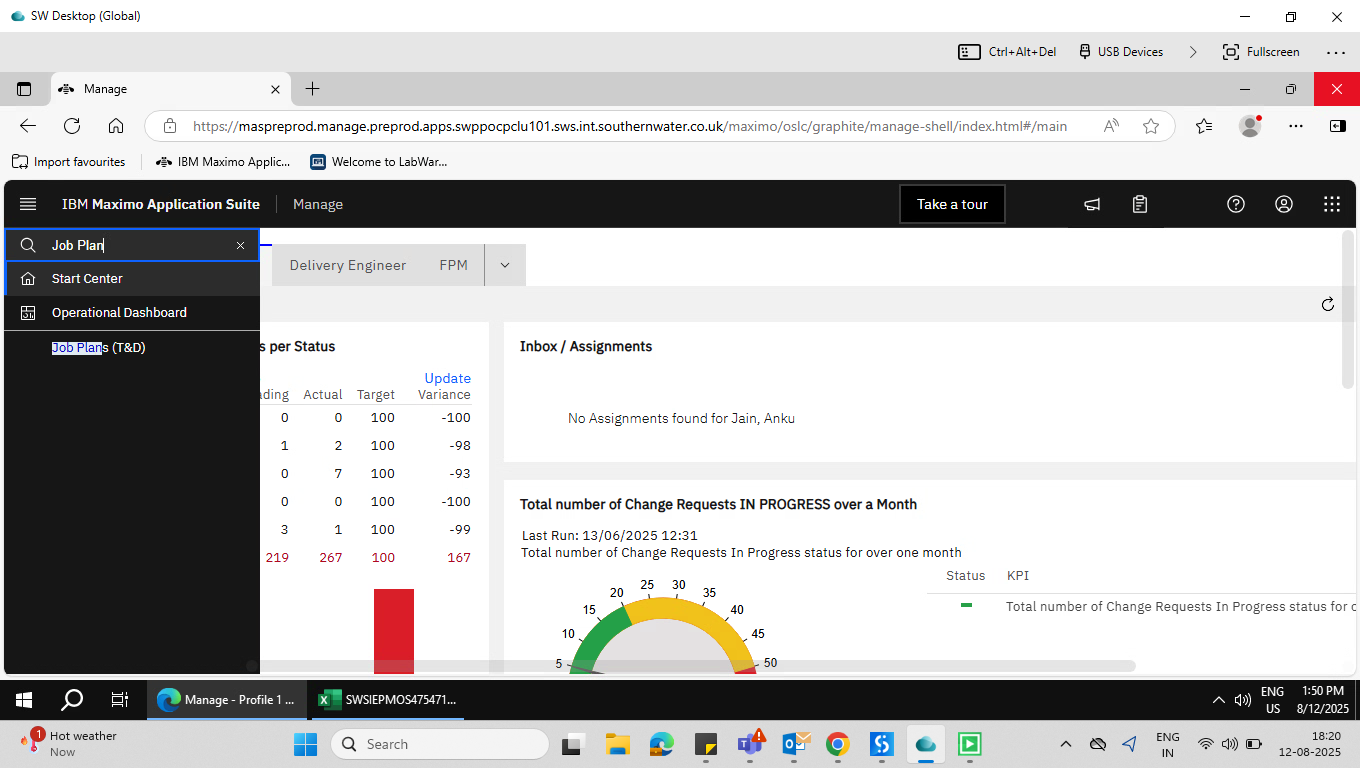 SW Desktop (Global)
Ctrl+Alt+Del USB Devices Fullscreen
Manage
https://maspreprod.manage.preprod.apps.swppocpclu101.sws.int.southernwater.co.uk/maximo/oslc/graphite/manage-shell/index.html#/main
Import favourites IBM Maximo Applic... Welcome to LabWar...
IBM Maximo Application Suite Manage Take a tour
Job Plan
Start Center
Operational Dashboard
Job Plans (T&D)
Delivery Engineer FPM
s per Status
Update
ading Actual Target Variance
0 0 100 -100
1 2 100 -98
0 7 100 -93
0 0 100 -100
3 1 100 -99
219 267 100 167
Inbox / Assignments
No Assignments found for Jain, Anku
Total number of Change Requests IN PROGRESS over a Month
Last Run: 13/06/2025 12:31
Total number of Change Requests In Progress status for over one month
5 10 15 20 25 30 35 40 45 50
Status KPI
Total number of Change Requests In Progress status for o
Manage - Profile 1 ... SWSIEPMOS475471...
ENG
US
1:50 PM
8/12/2025
1
Hot weather
Now
Search
ENG
IN
18:20
12-08-2025